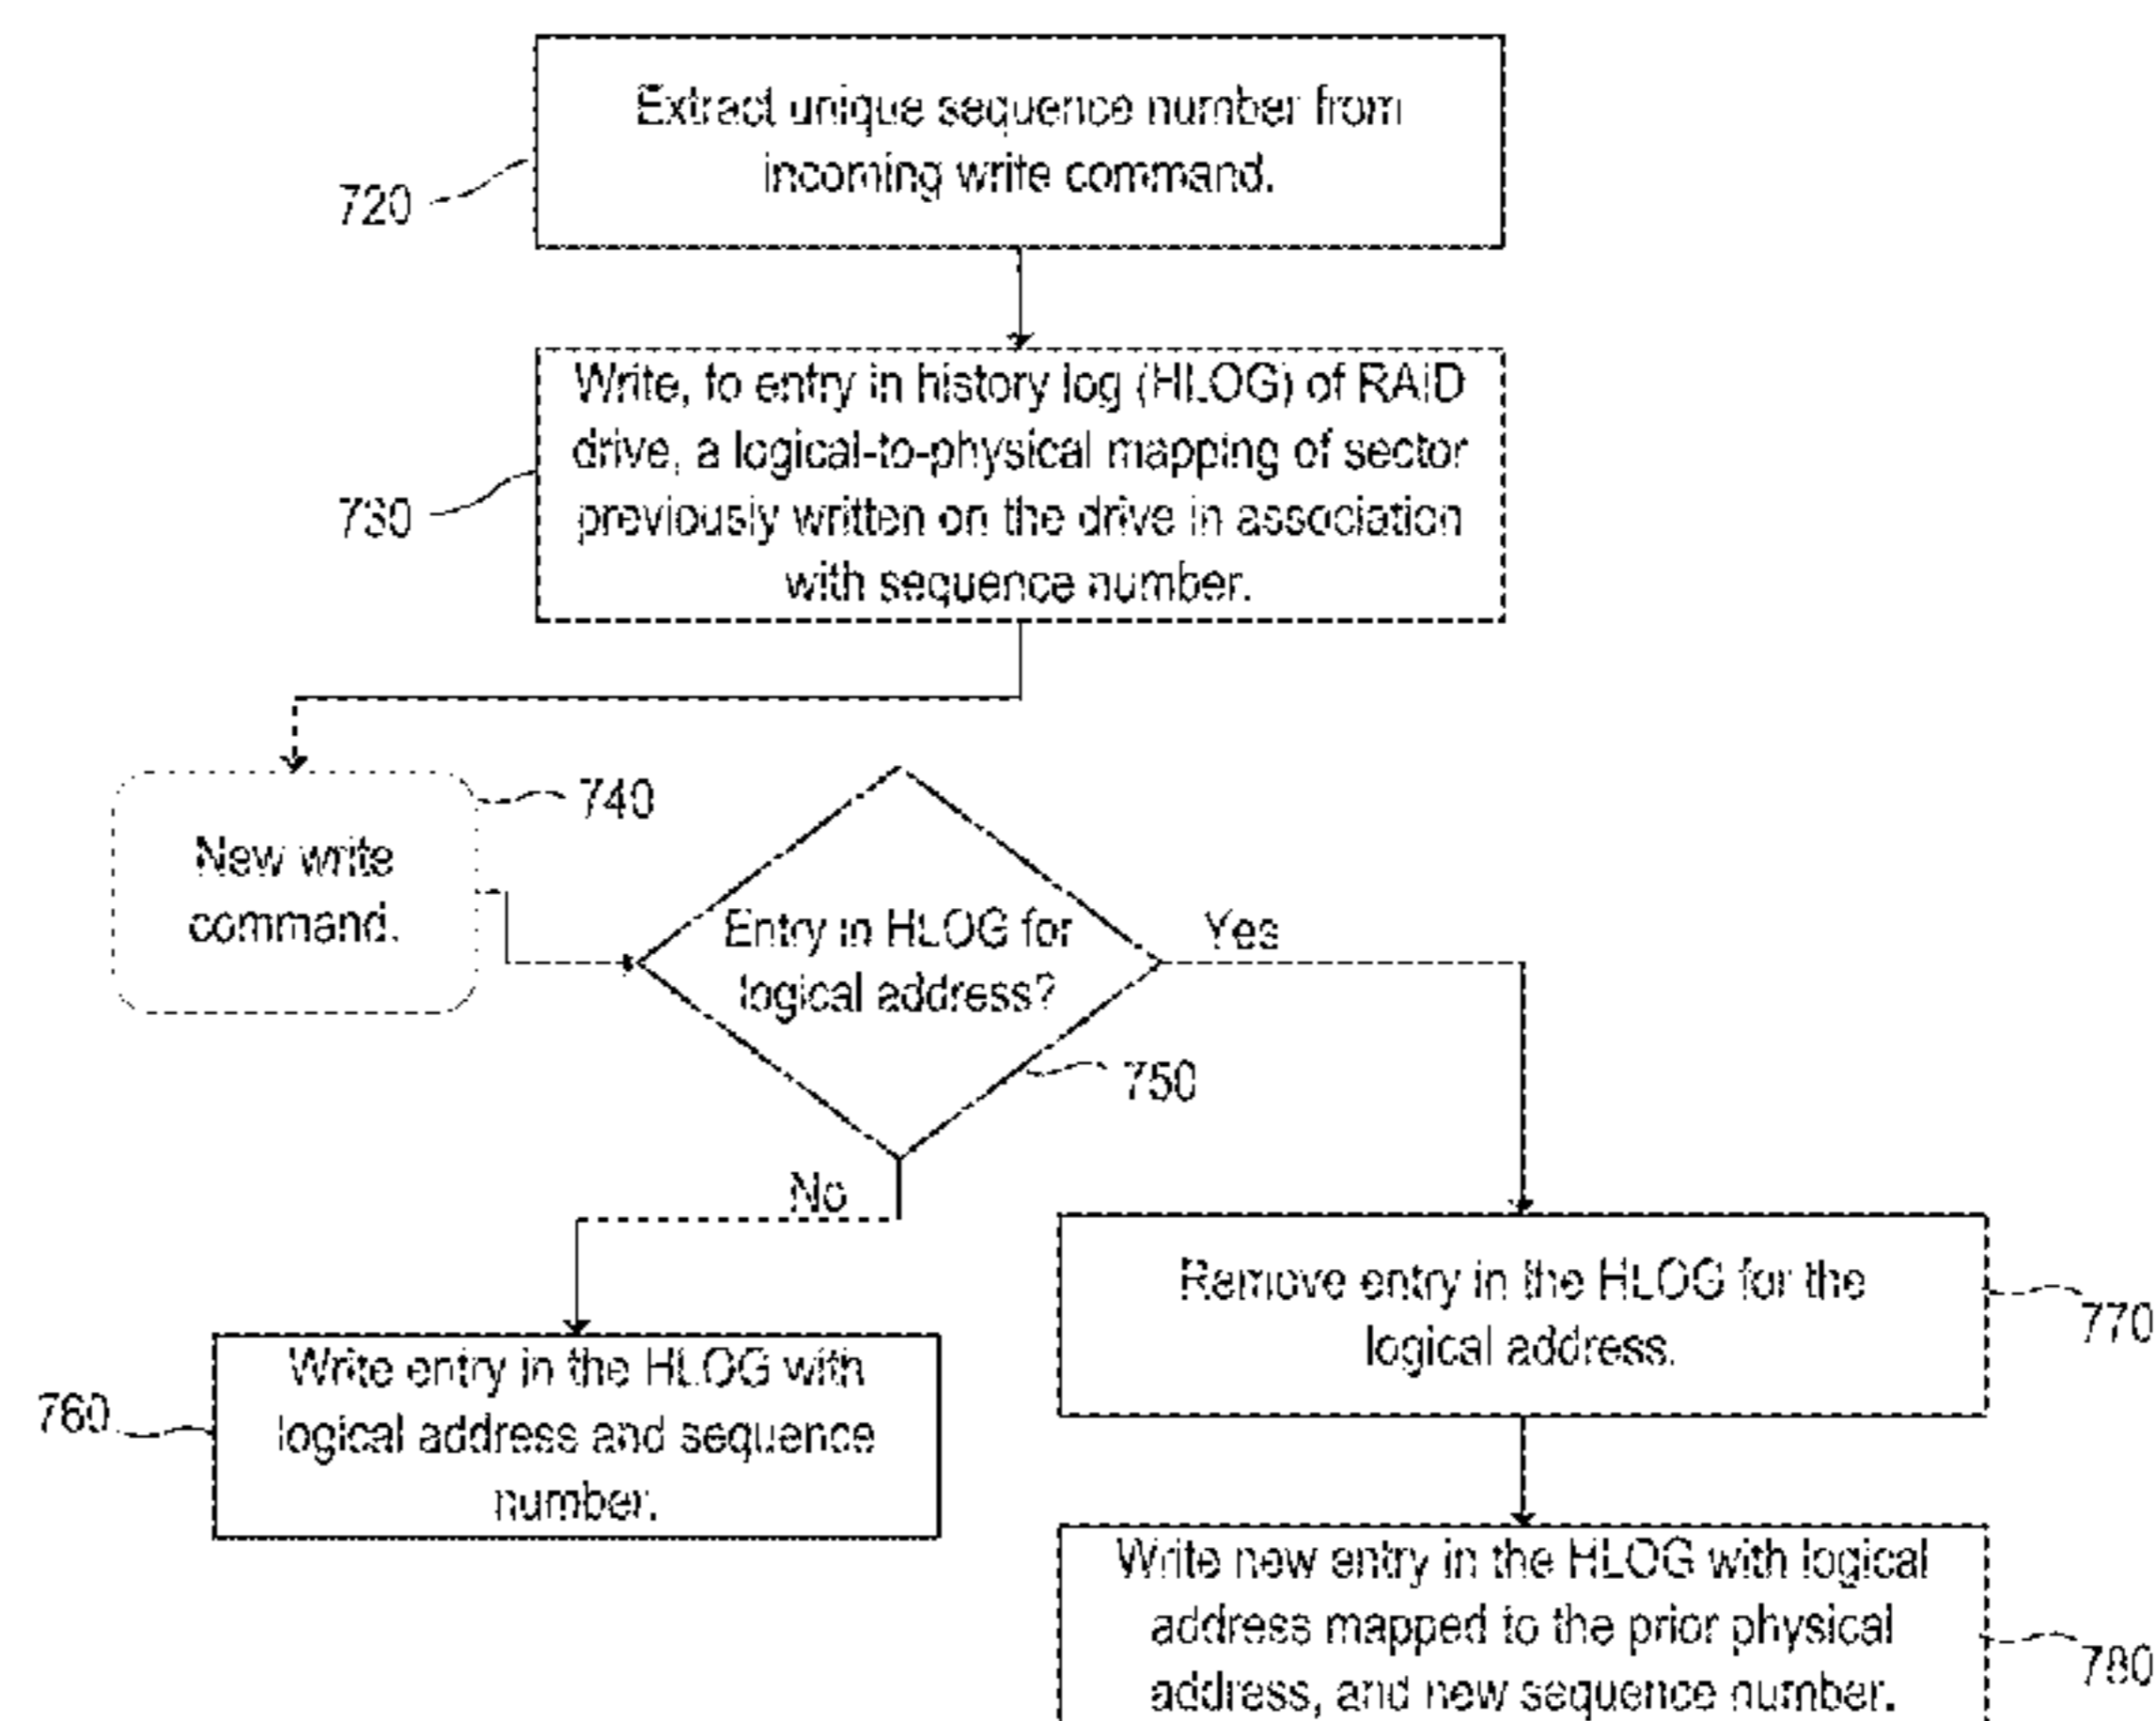 Extract unique sequence number from
incoming write command.
720
Write, to entry in history log (HLOG) of RAID
drive, a logical-to-physical mapping of sector
previously written on the drive in association
with sequence number.
730
New write
command.
740
Entry in HLOG for
logical address?
Yes
750
No
Write entry in the HLOG with
logical address and sequence
number.
760
Remove entry in the HLOG for the
logical address.
770
Write new entry in the HLOG with logical
address mapped to the prior physical
address, and new sequence number.
780